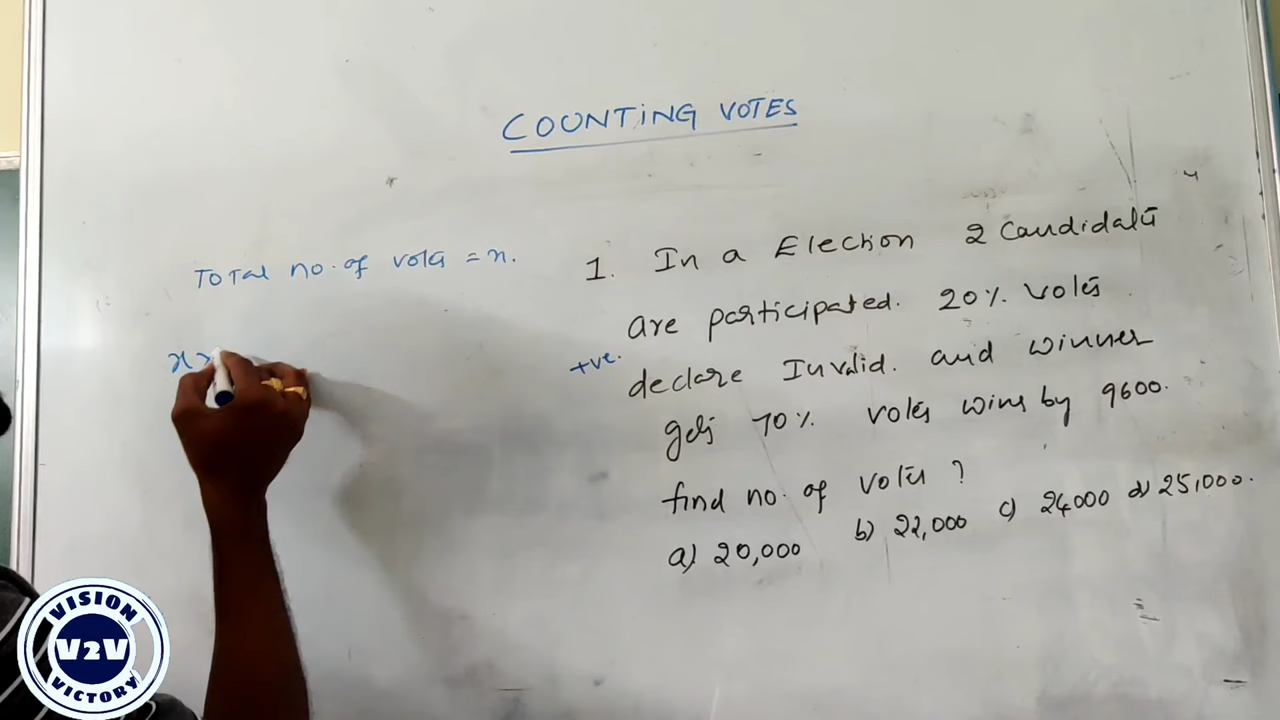 COUNTING VOTES
Total no. of votes = x.
x ×
1. In a Election 2 Candidates
are participated. 20% Votes
+ve.
declare Invalid. and winner
gets 70% votes wins by 9600.
find no. of votes ?
a) 20,000 b) 22,000 c) 24000 d) 25,000.
VISION
V2V
VICTORY